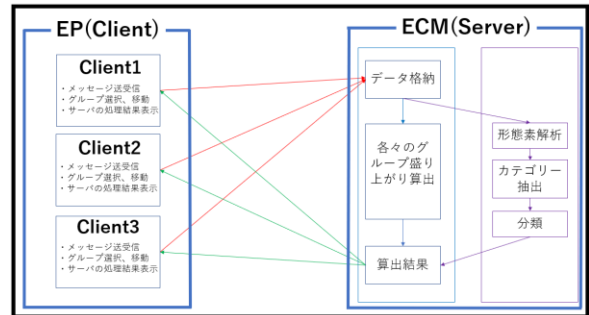 EP(Client)
Client1
・メッセージ送受信
・グループ選択、移動
・サーバの処理結果表示
Client2
・メッセージ送受信
・グループ選択、移動
・サーバの処理結果表示
Client3
・メッセージ送受信
・グループ選択、移動
・サーバの処理結果表示
ECM(Server)
データ格納
各々のグ
ループ盛り
上がり算出
算出結果
形態素解析
カテゴリー
抽出
分類